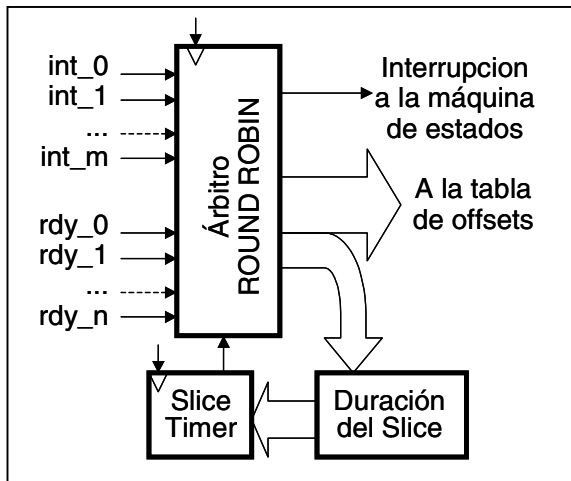 int_0
int_1
...
int_m
rdy_0
rdy_1
...
rdy_n
Árbitro
ROUND ROBIN
Interrupcion
a la máquina
de estados
A la tabla
de offsets
Slice
Timer
Duración
del Slice